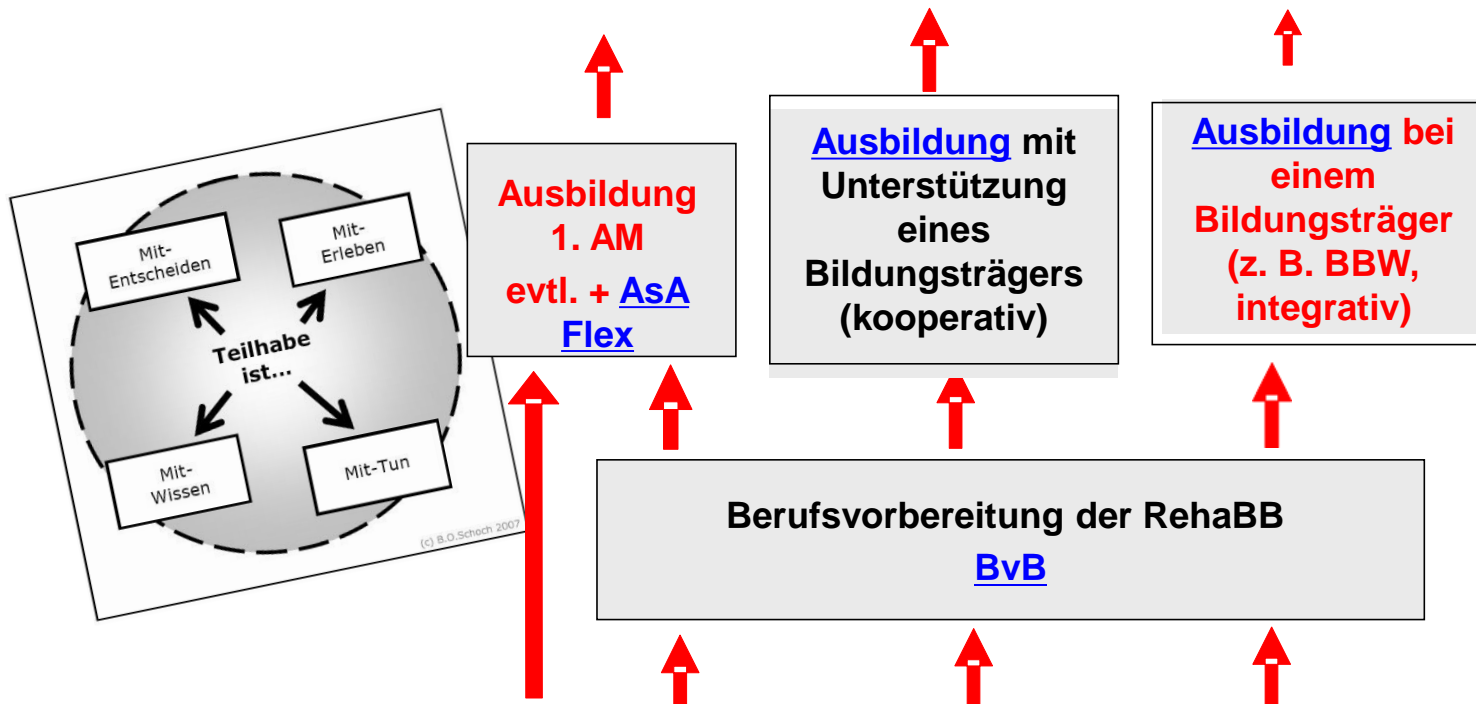 Mit-
Entscheiden
Mit-
Erleben
Teilhabe
ist...
Mit-
Wissen
Mit-Tun
(c) B.O.Schoch 2007
Ausbildung
1. AM
evtl. + AsA
Flex
Ausbildung mit
Unterstützung
eines
Bildungsträgers
(kooperativ)
Ausbildung bei
einem
Bildungsträger
(z. B. BBW,
integrativ)
Berufsvorbereitung der RehaBB
BvB